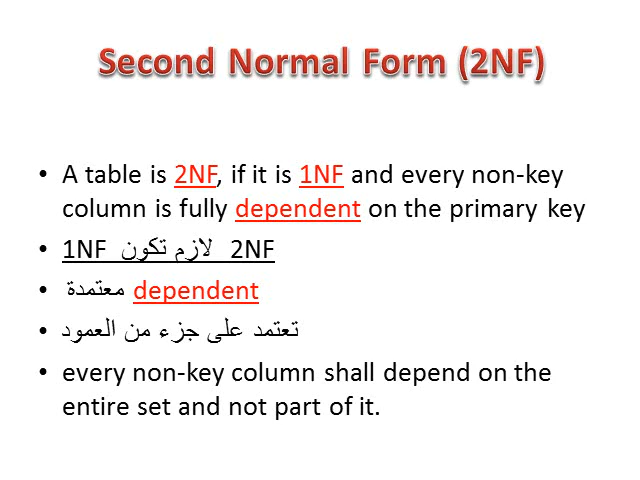 Second Normal Form (2NF)
• A table is 2NF, if it is 1NF and every non-key
column is fully dependent on the primary key
• 1NF لازم تكون 2NF
• معتمدة dependent
• تعتمد على جزء من العمود
• every non-key column shall depend on the
entire set and not part of it.